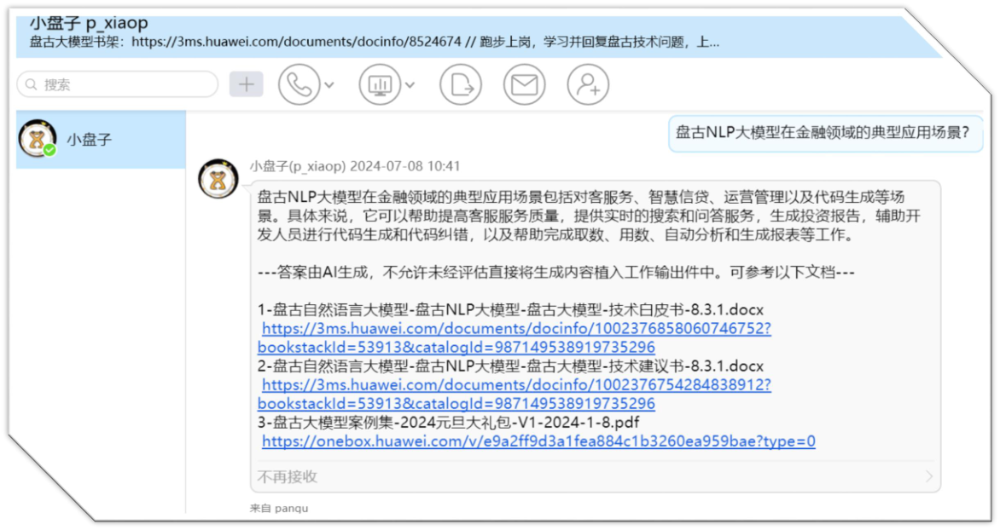 小盘子 p_xiaop
盘古大模型书架：https://3ms.huawei.com/documents/docinfo/8524674 // 跑步上岗，学习并回复盘古技术问题，上...
搜索
小盘子
盘古NLP大模型在金融领域的典型应用场景?
小盘子(p_xiaop) 2024-07-08 10:41
盘古NLP大模型在金融领域的典型应用场景包括对客服务、智慧信贷、运营管理以及代码生成等场
景。具体来说，它可以帮助提高客服服务质量，提供实时的搜索和问答服务，生成投资报告，辅助开
发人员进行代码生成和代码纠错，以及帮助完成取数、用数、自动分析和生成报表等工作。
---答案由AI生成，不允许未经评估直接将生成内容植入工作输出件中。可参考以下文档---
1-盘古自然语言大模型-盘古NLP大模型-盘古大模型-技术白皮书-8.3.1.docx
https://3ms.huawei.com/documents/docinfo/1002376858060746752?
bookstackId=53913&catalogId=987149538919735296
2-盘古自然语言大模型-盘古NLP大模型-盘古大模型-技术建议书-8.3.1.docx
https://3ms.huawei.com/documents/docinfo/1002376754284838912?
bookstackId=53913&catalogId=987149538919735296
3-盘古大模型案例集-2024元旦大礼包-V1-2024-1-8.pdf
https://onebox.huawei.com/v/e9a2ff9d3a1fea884c1b3260ea959bae?type=0
不再接收
来自 panqu